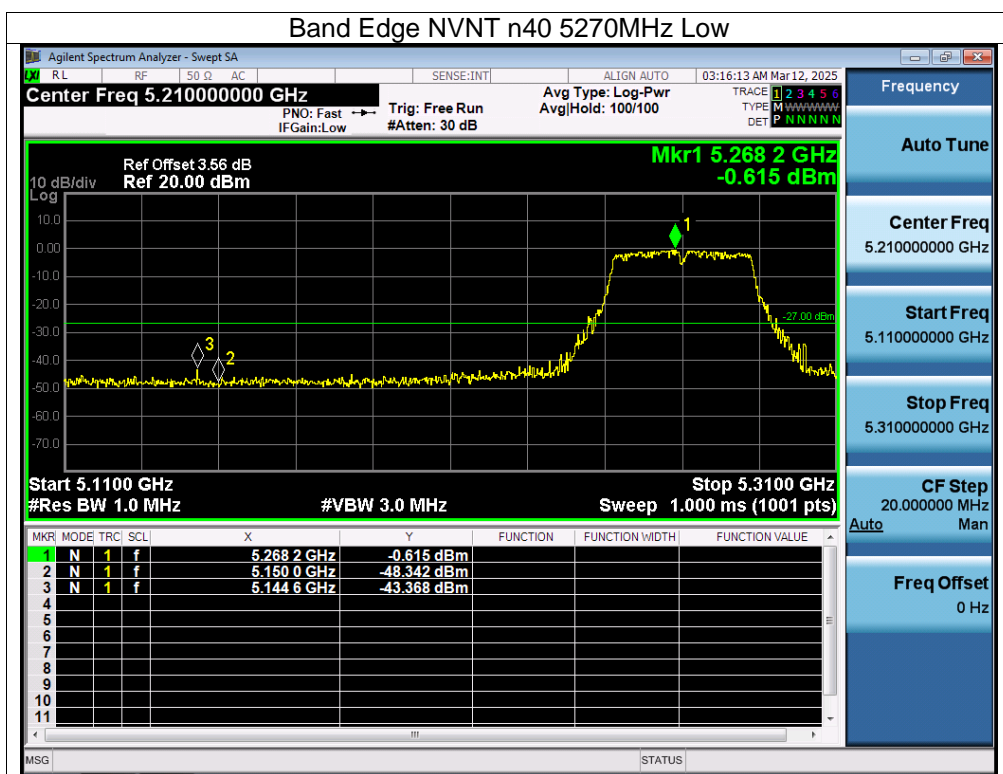 Band Edge NVNT n40 5270MHz Low
Agilent Spectrum Analyzer - Swept SA
LXI RL RF 50 Ω AC SENSE:INT ALIGN AUTO 03:16:13 AM Mar 12, 2025
Center Freq 5.210000000 GHz
PNO: Fast
IFGain:Low
Trig: Free Run
#Atten: 30 dB
Avg Type: Log-Pwr
Avg|Hold: 100/100
TRACE 1 2 3 4 5 6
TYPE M WWWWW
DET P N N N N N
Ref Offset 3.56 dB
Ref 20.00 dBm
10 dB/div
Log
Mkr1 5.268 2 GHz
-0.615 dBm
10.0
0.00
-10.0
-20.0
-30.0
-40.0
-50.0
-60.0
-70.0
1
-27.00 dBm
3
2
Start 5.1100 GHz
Stop 5.3100 GHz
#Res BW 1.0 MHz
#VBW 3.0 MHz
Sweep 1.000 ms (1001 pts)
MKR MODE TRC SCL X Y FUNCTION FUNCTION WIDTH FUNCTION VALUE
1 N 1 f 5.268 2 GHz -0.615 dBm
2 N 1 f 5.150 0 GHz -48.342 dBm
3 N 1 f 5.144 6 GHz -43.368 dBm
4
5
6
7
8
9
10
11
MSG
STATUS
Frequency
Auto Tune
Center Freq
5.210000000 GHz
Start Freq
5.110000000 GHz
Stop Freq
5.310000000 GHz
CF Step
20.000000 MHz
Auto Man
Freq Offset
0 Hz